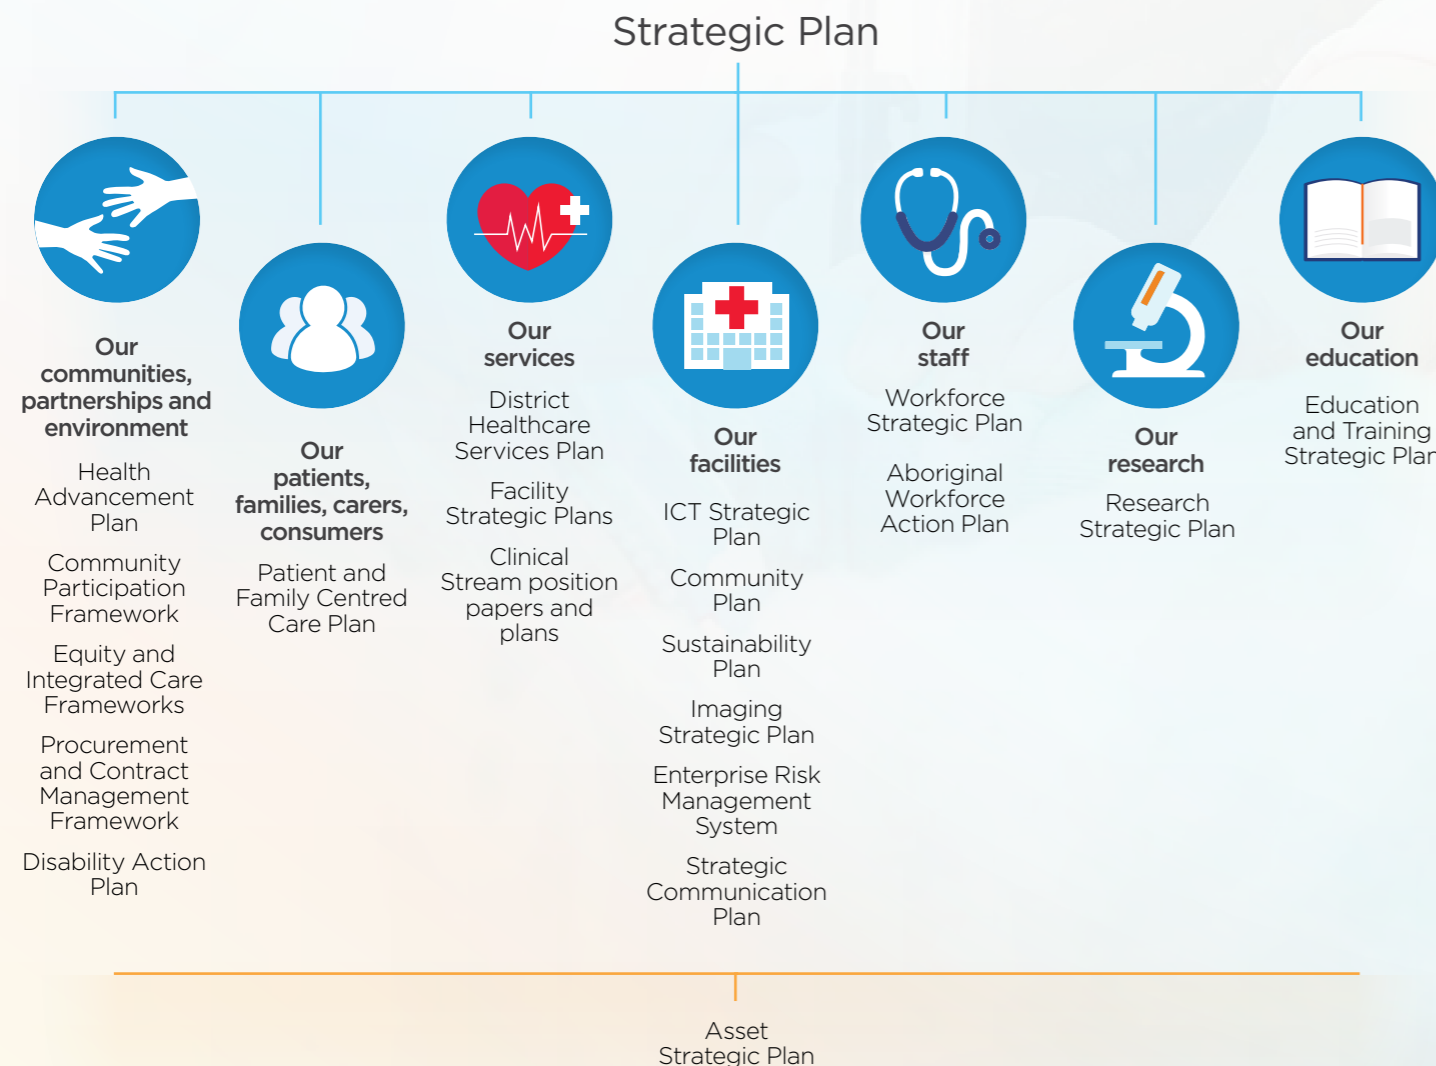 Strategic Plan
Our
communities,
partnerships and
environment
Health
Advancement
Plan
Community
Participation
Framework
Equity and
Integrated Care
Frameworks
Procurement
and Contract
Management
Framework
Disability Action
Plan
Our
patients,
families, carers,
consumers
Patient and
Family Centred
Care Plan
Our
services
District
Healthcare
Services Plan
Facility
Strategic Plans
Clinical
Stream position
papers and
plans
Our
facilities
ICT Strategic
Plan
Community
Plan
Sustainability
Plan
Imaging
Strategic Plan
Enterprise Risk
Management
System
Strategic
Communication
Plan
Our
staff
Workforce
Strategic Plan
Aboriginal
Workforce
Action Plan
Our
research
Research
Strategic Plan
Our
education
Education
and Training
Strategic Plan
Asset
Strategic Plan